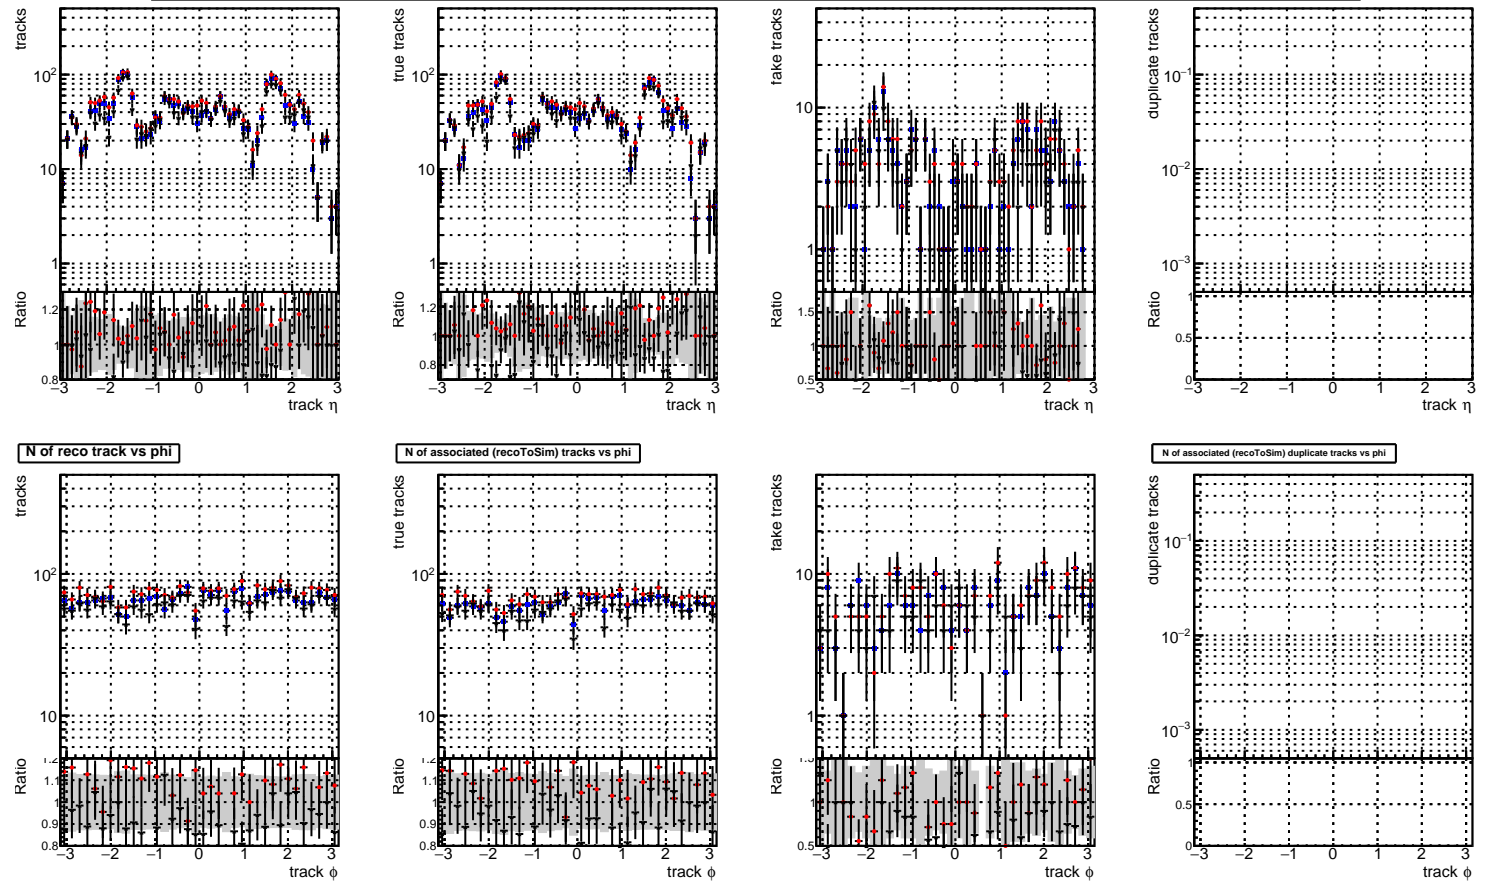 tracks
10²
10
1
Ratio
1.2
1
0.8
−3 −2 −1 0 1 2 3
track η
true tracks
10²
10
1
Ratio
1.2
1
0.8
−3 −2 −1 0 1 2 3
track η
fake tracks
10
1
Ratio
1.5
1
0.5
−3 −2 −1 0 1 2 3
track η
duplicate tracks
10⁻¹
10⁻²
10⁻³
Ratio
1
0.5
0
−3 −2 −1 0 1 2 3
track η
N of reco track vs phi
tracks
10²
10
Ratio
1.2
1.1
1
0.9
0.8
−3 −2 −1 0 1 2 3
track ϕ
N of associated (recoToSim) tracks vs phi
true tracks
10²
10
Ratio
1.2
1.1
1
0.9
0.8
−3 −2 −1 0 1 2 3
track ϕ
fake tracks
10
1
Ratio
1.5
1
0.5
−3 −2 −1 0 1 2 3
track ϕ
N of associated (recoToSim) duplicate tracks vs phi
duplicate tracks
10⁻¹
10⁻²
10⁻³
Ratio
1
0.5
0
−3 −2 −1 0 1 2 3
track ϕ